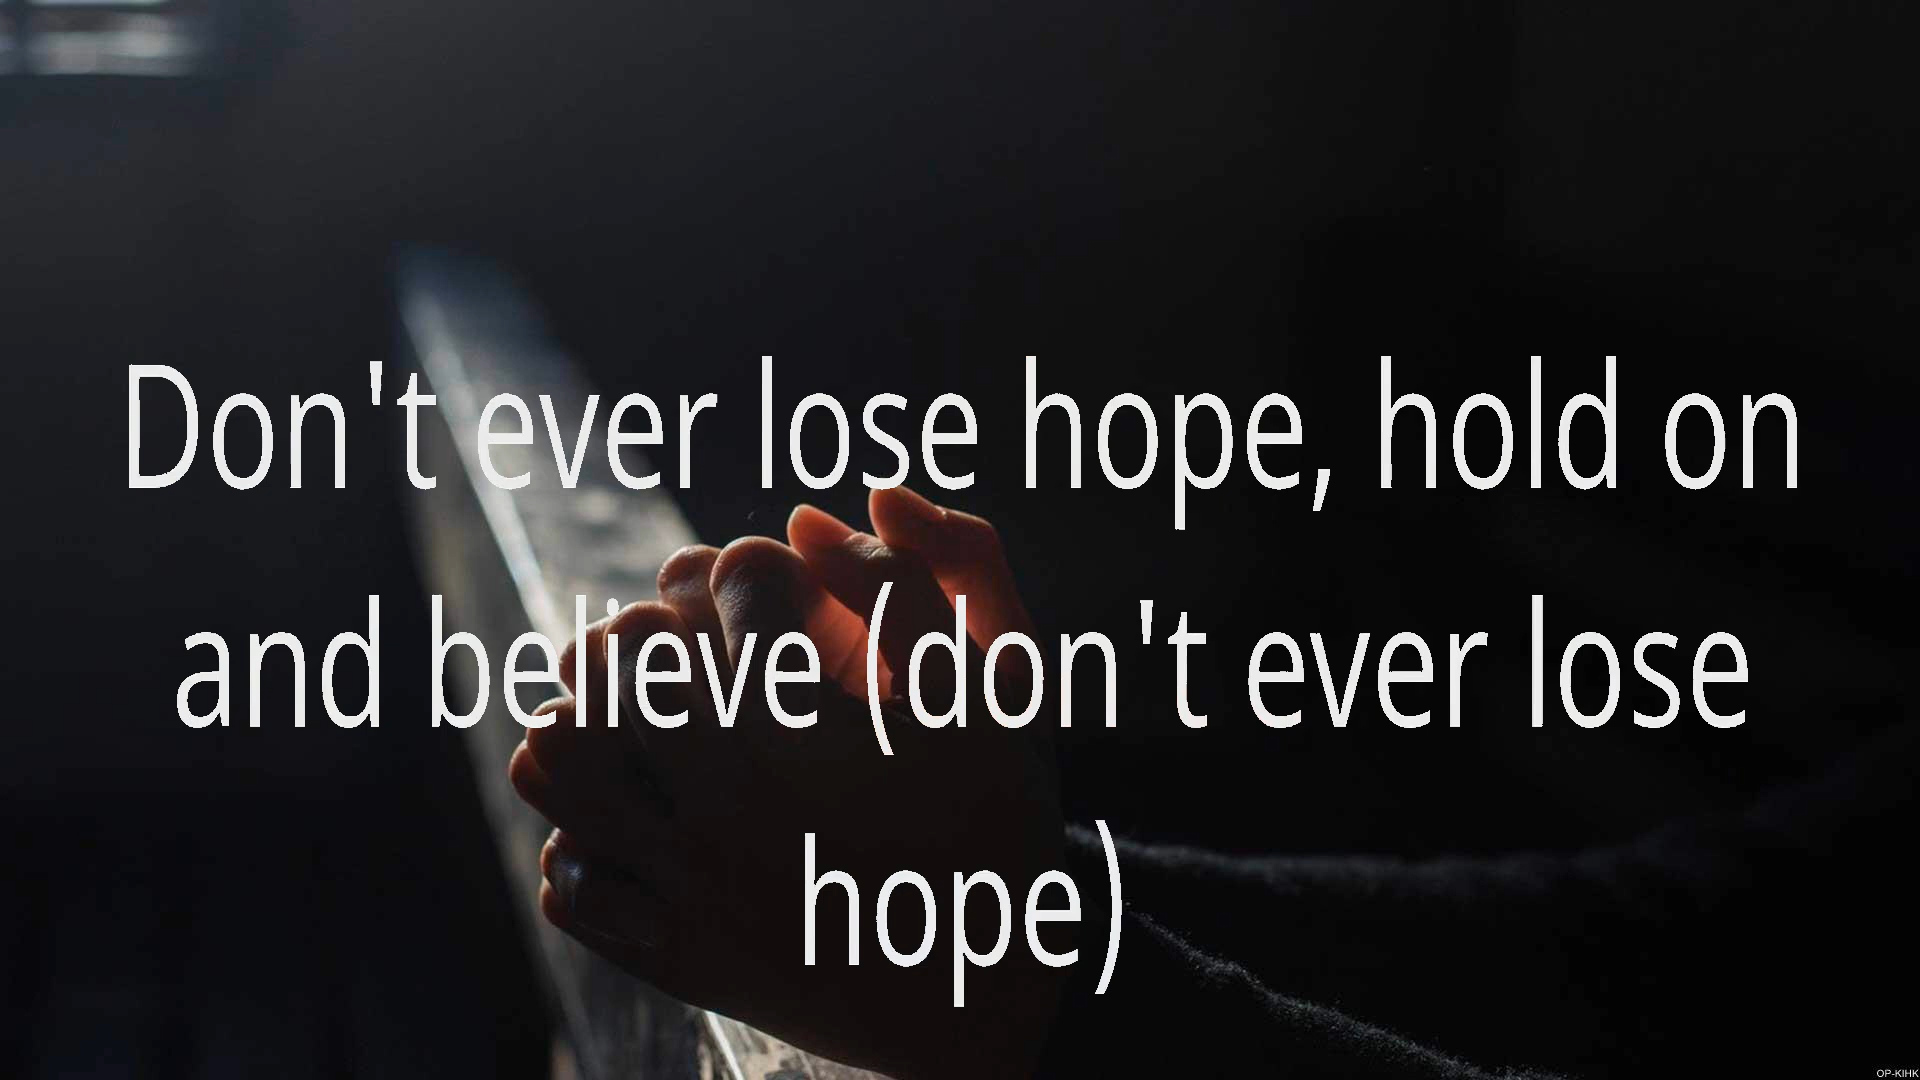 Don't ever lose hope, hold on
and believe (don't ever lose
hope)
OP-KIHK